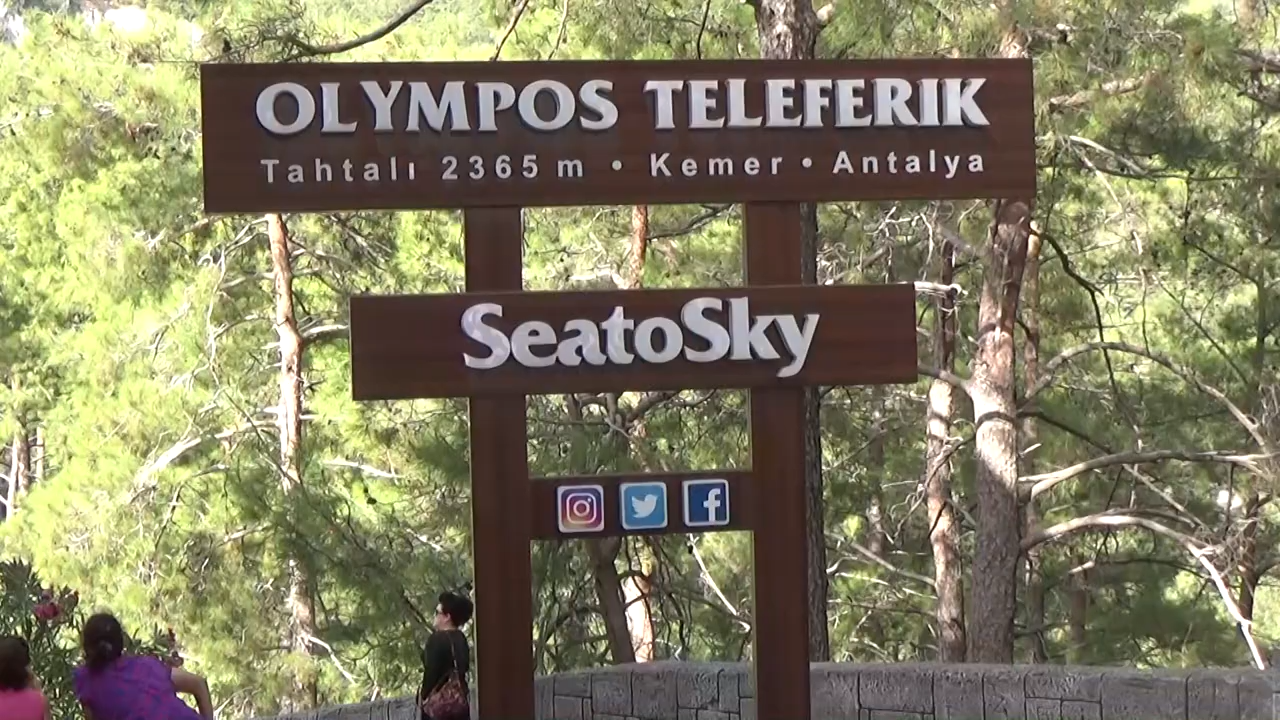 OLYMPOS TELEFERIK
Tahtalı 2365 m • Kemer • Antalya
SeatoSky